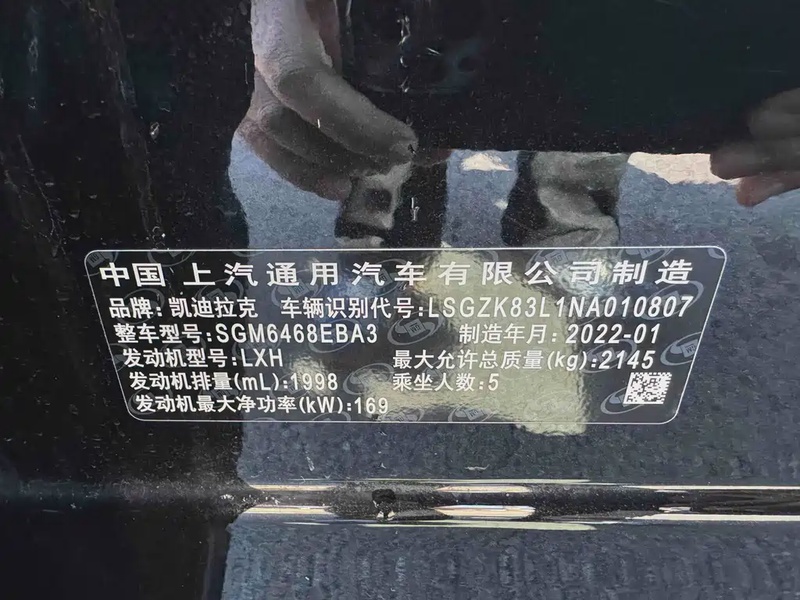 中国 上汽通用汽车有限公司制造
品牌: 凯迪拉克 车辆识别代号:LSGZK83L1NA010807
整车型号:SGM6468EBA3 制造年月: 2022-01
发动机型号:LXH 最大允许总质量(kg):2145
发动机排量(mL):1998 乘坐人数:5
发动机最大净功率(kW):169